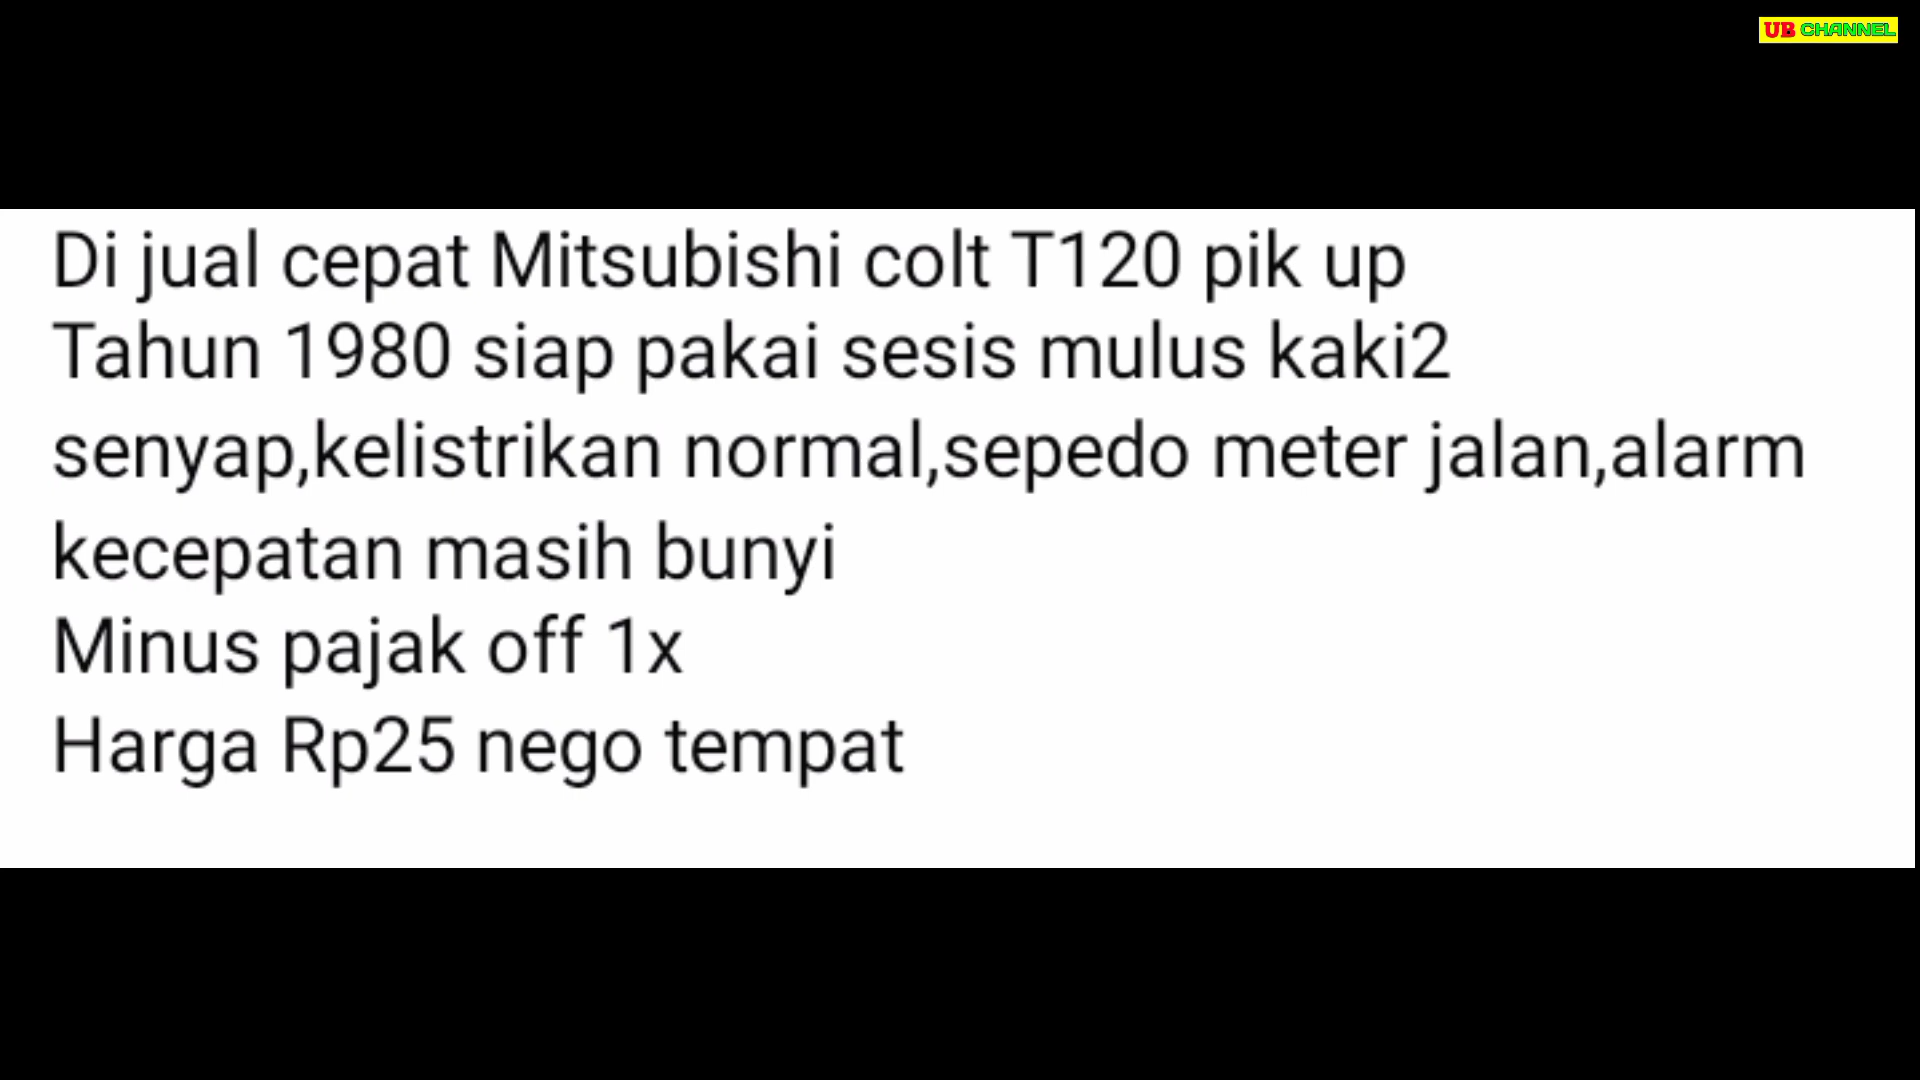 UB CHANNEL
Di jual cepat Mitsubishi colt T120 pik up
Tahun 1980 siap pakai sesis mulus kaki2
senyap,kelistrikan normal,sepedo meter jalan,alarm
kecepatan masih bunyi
Minus pajak off 1x
Harga Rp25 nego tempat